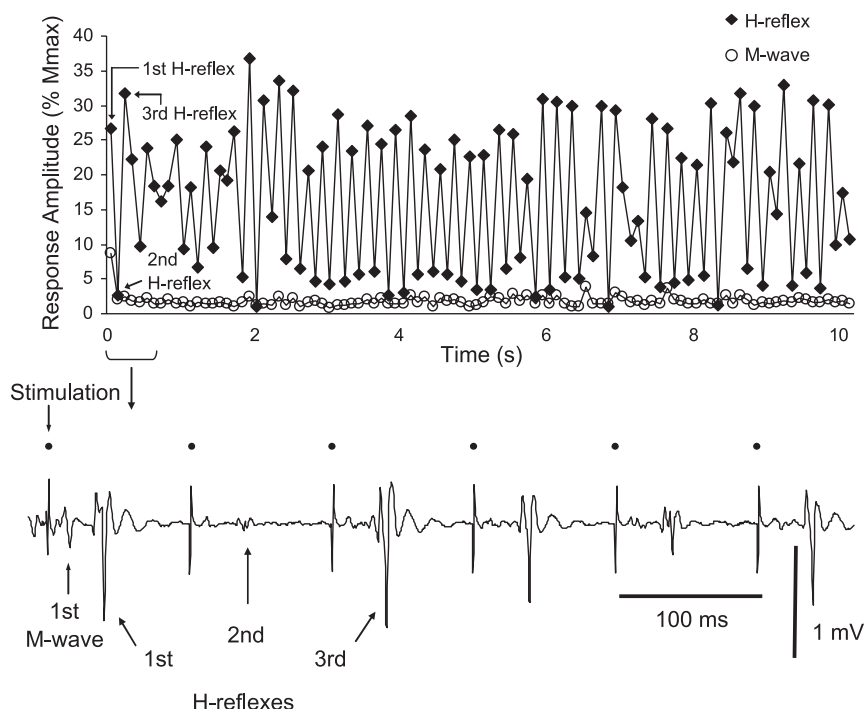 40
35
30
25
20
15
10
5
0
Response Amplitude (% Mmax)
H-reflex
M-wave
1st H-reflex
3rd H-reflex
2nd
H-reflex
0 2 4 6 8 10
Time (s)
Stimulation
1st
M-wave
1st
2nd
3rd
H-reflexes
100 ms
1 mV